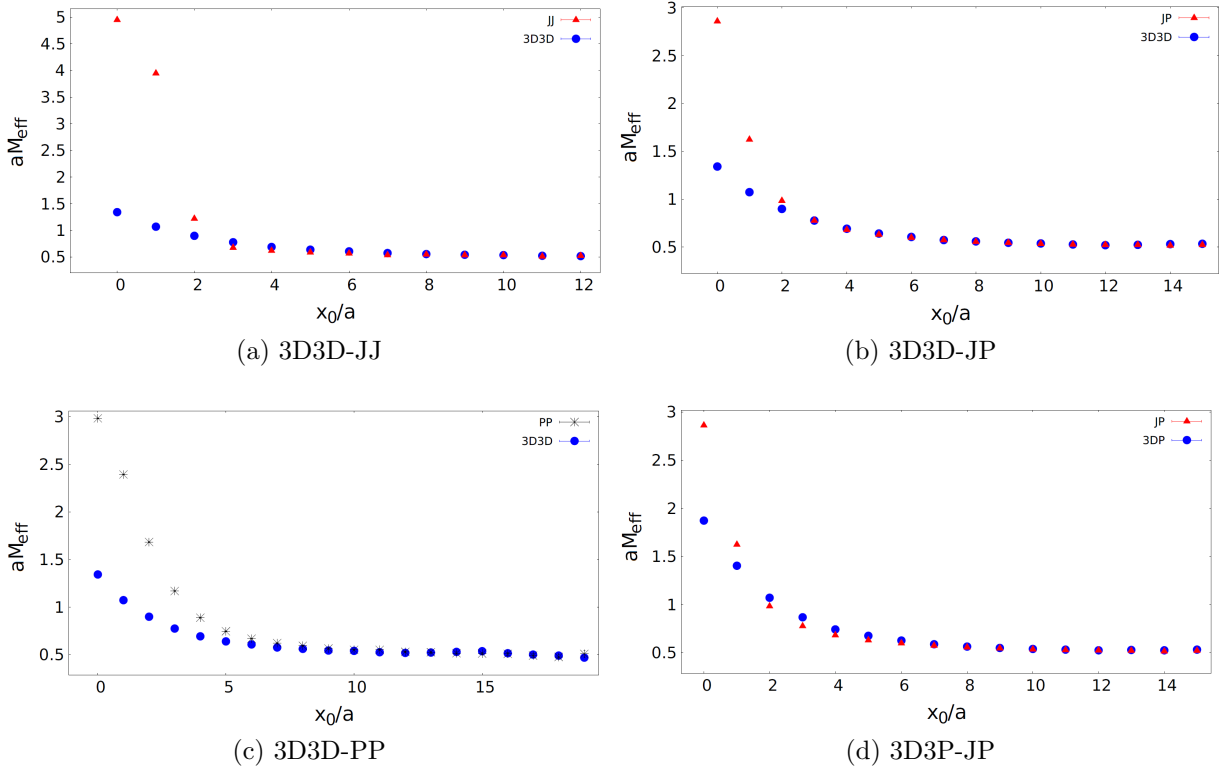 JJ
3D3D
5
4.5
4
3.5
3
2.5
2
1.5
1
0.5
aMeff
0 2 4 6 8 10 12
x0/a
(a) 3D3D-JJ
JP
3D3D
3
2.5
2
1.5
1
0.5
aMeff
0 2 4 6 8 10 12 14
x0/a
(b) 3D3D-JP
PP
3D3D
3
2.5
2
1.5
1
0.5
aMeff
0 5 10 15
x0/a
(c) 3D3D-PP
JP
3DP
3
2.5
2
1.5
1
0.5
aMeff
0 2 4 6 8 10 12 14
x0/a
(d) 3D3P-JP